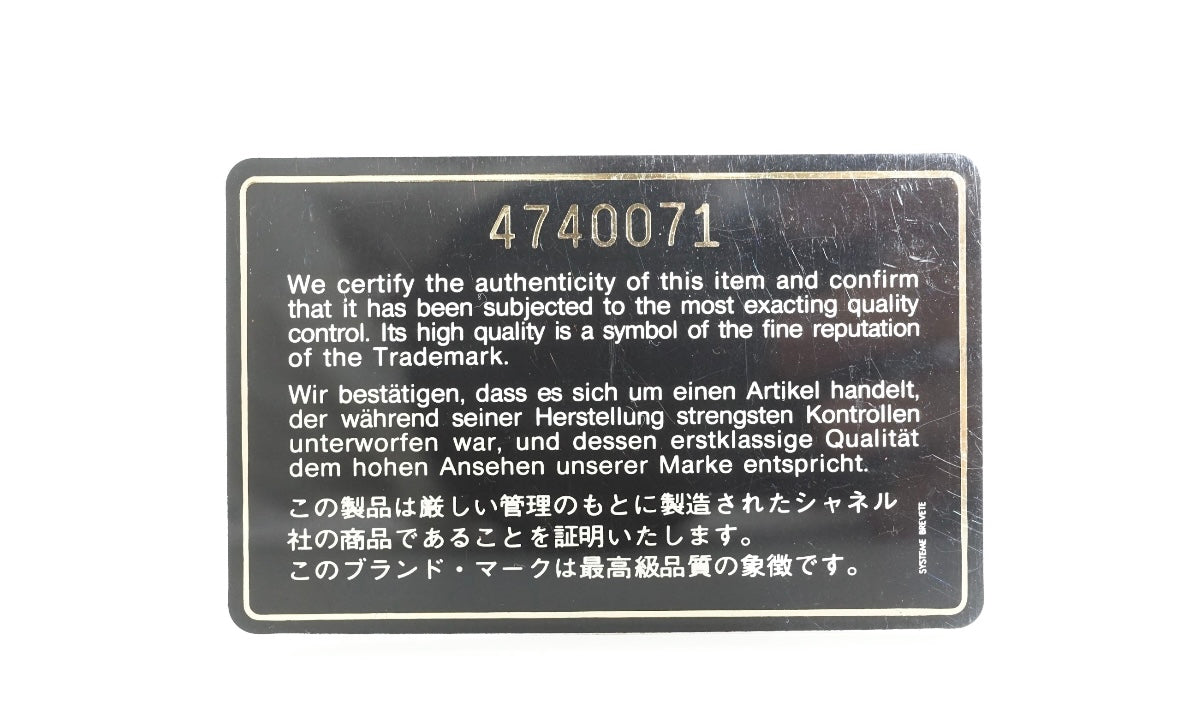 4740071
We certify the authenticity of this item and confirm
that it has been subjected to the most exacting quality
control. Its high quality is a symbol of the fine reputation
of the Trademark.
Wir bestätigen, dass es sich um einen Artikel handelt,
der während seiner Herstellung strengsten Kontrollen
unterworfen war, und dessen erstklassige Qualität
dem hohen Ansehen unserer Marke entspricht.
この製品は厳しい管理のもとに製造されたシャネル
社の商品であることを証明いたします。
このブランド・マークは最高級品質の象徴です。
SYSTEME BREVETE